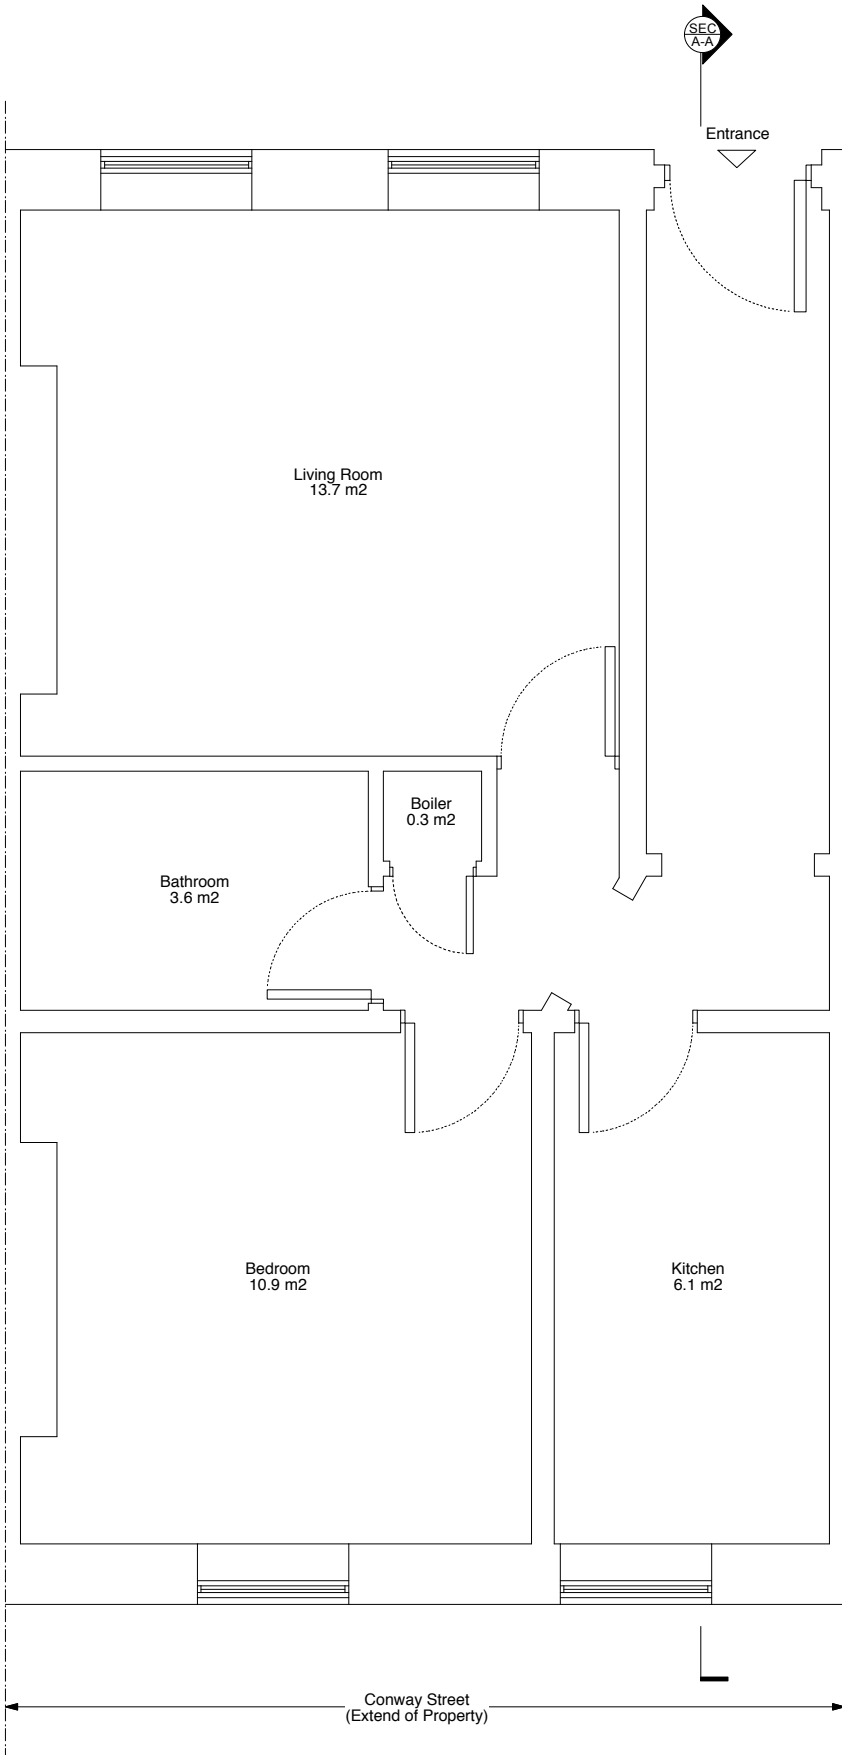 SEC
A-A
Entrance
Living Room
13.7 m2
Boiler
0.3 m2
Bathroom
3.6 m2
Bedroom
10.9 m2
Kitchen
6.1 m2
Conway Street
(Extend of Property)